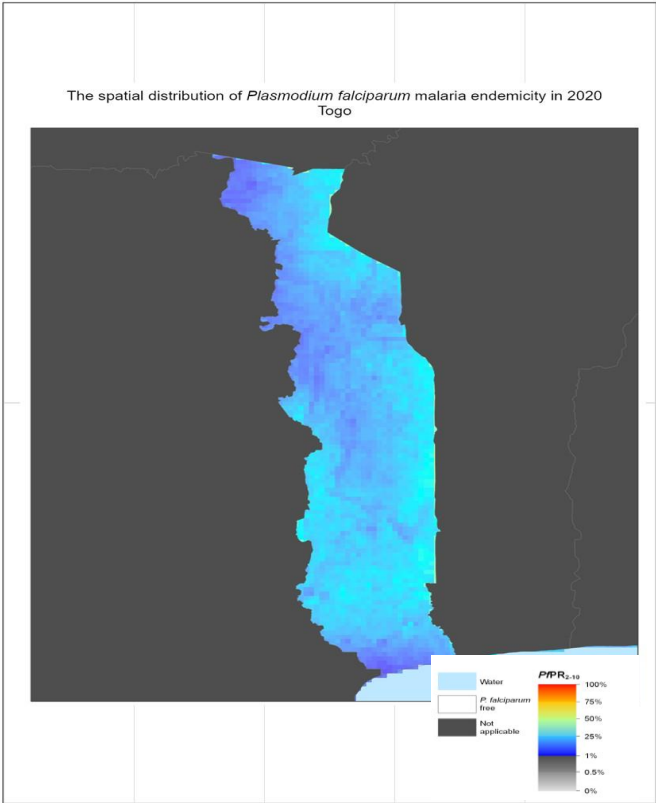 The spatial distribution of Plasmodium falciparum malaria endemicity in 2020
Togo
Water
P. falciparum
free
Not
applicable
PfPR2-10
100%
75%
50%
25%
1%
0.5%
0%